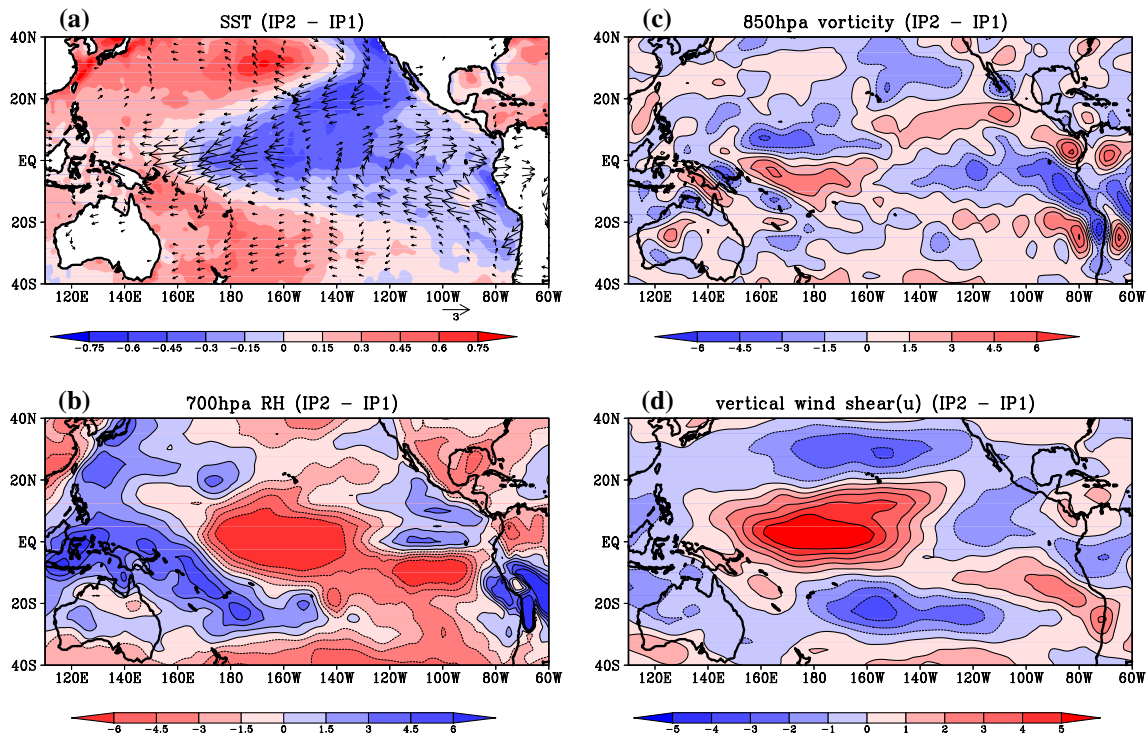 (a) SST (IP2 − IP1)
40N
20N
EQ
20S
40S
120E 140E 160E 180 160W 140W 120W 100W 80W 60W
3
−0.75 −0.6 −0.45 −0.3 −0.15 0 0.15 0.30 0.45 0.6 0.75
(c) 850hpa vorticity (IP2 − IP1)
40N
20N
EQ
20S
40S
120E 140E 160E 180 160W 140W 120W 100W 80W 60W
−6 −4.5 −3 −1.5 0 1.5 3 4.5 6
(b) 700hpa RH (IP2 − IP1)
40N
20N
EQ
20S
40S
120E 140E 160E 180 160W 140W 120W 100W 80W 60W
−6 −4.5 −3 −1.5 0 1.5 3 4.5 6
(d) vertical wind shear(u) (IP2 − IP1)
40N
20N
EQ
20S
40S
120E 140E 160E 180 160W 140W 120W 100W 80W 60W
−5 −4 −3 −2 −1 0 1 2 3 4 5